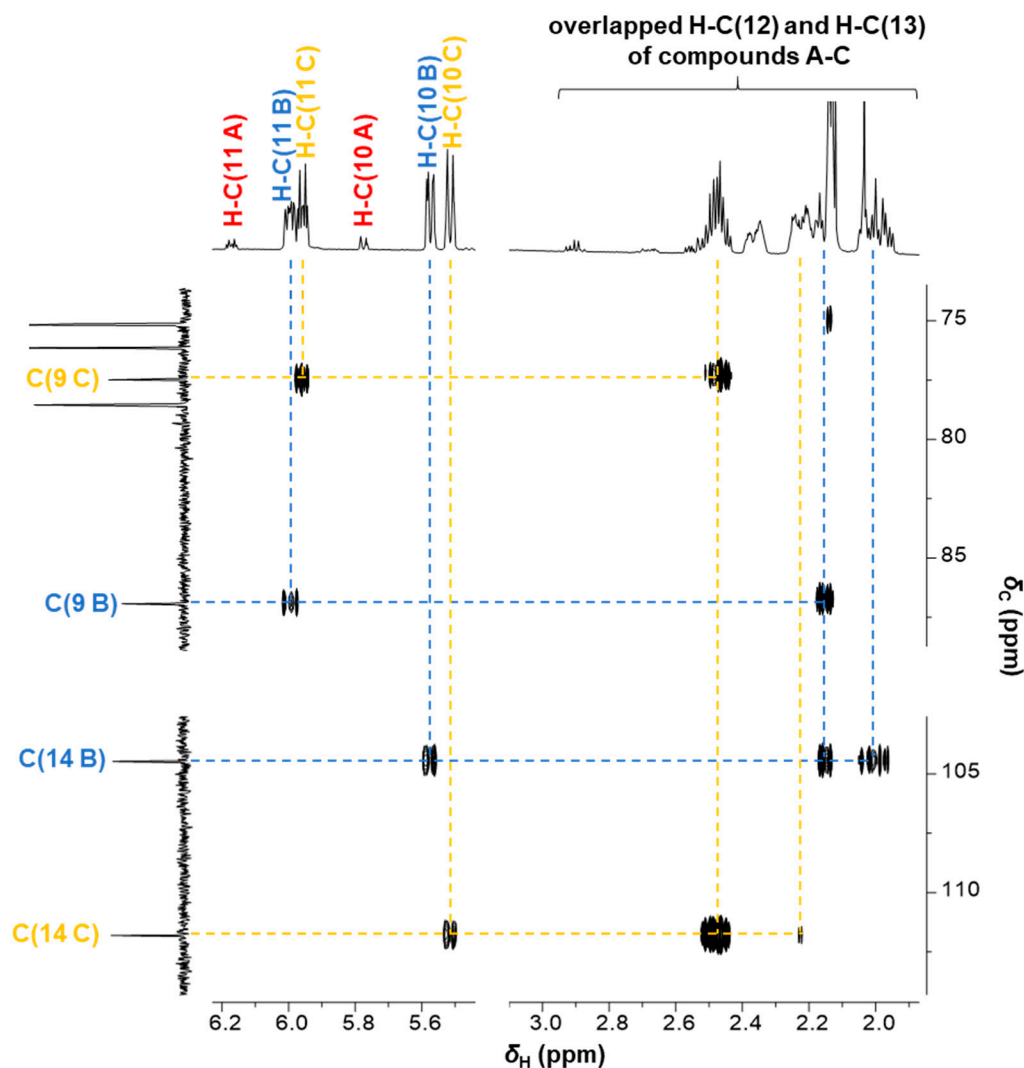 overlapped H-C(12) and H-C(13)
of compounds A-C
H-C(11 A)
H-C(11 B)
H-C(11 C)
H-C(10 A)
H-C(10 B)
H-C(10 C)
75
C(9 C)
80
85
C(9 B)
δC (ppm)
C(14 B)
105
110
C(14 C)
6.2 6.0 5.8 5.6 3.0 2.8 2.6 2.4 2.2 2.0
δH (ppm)